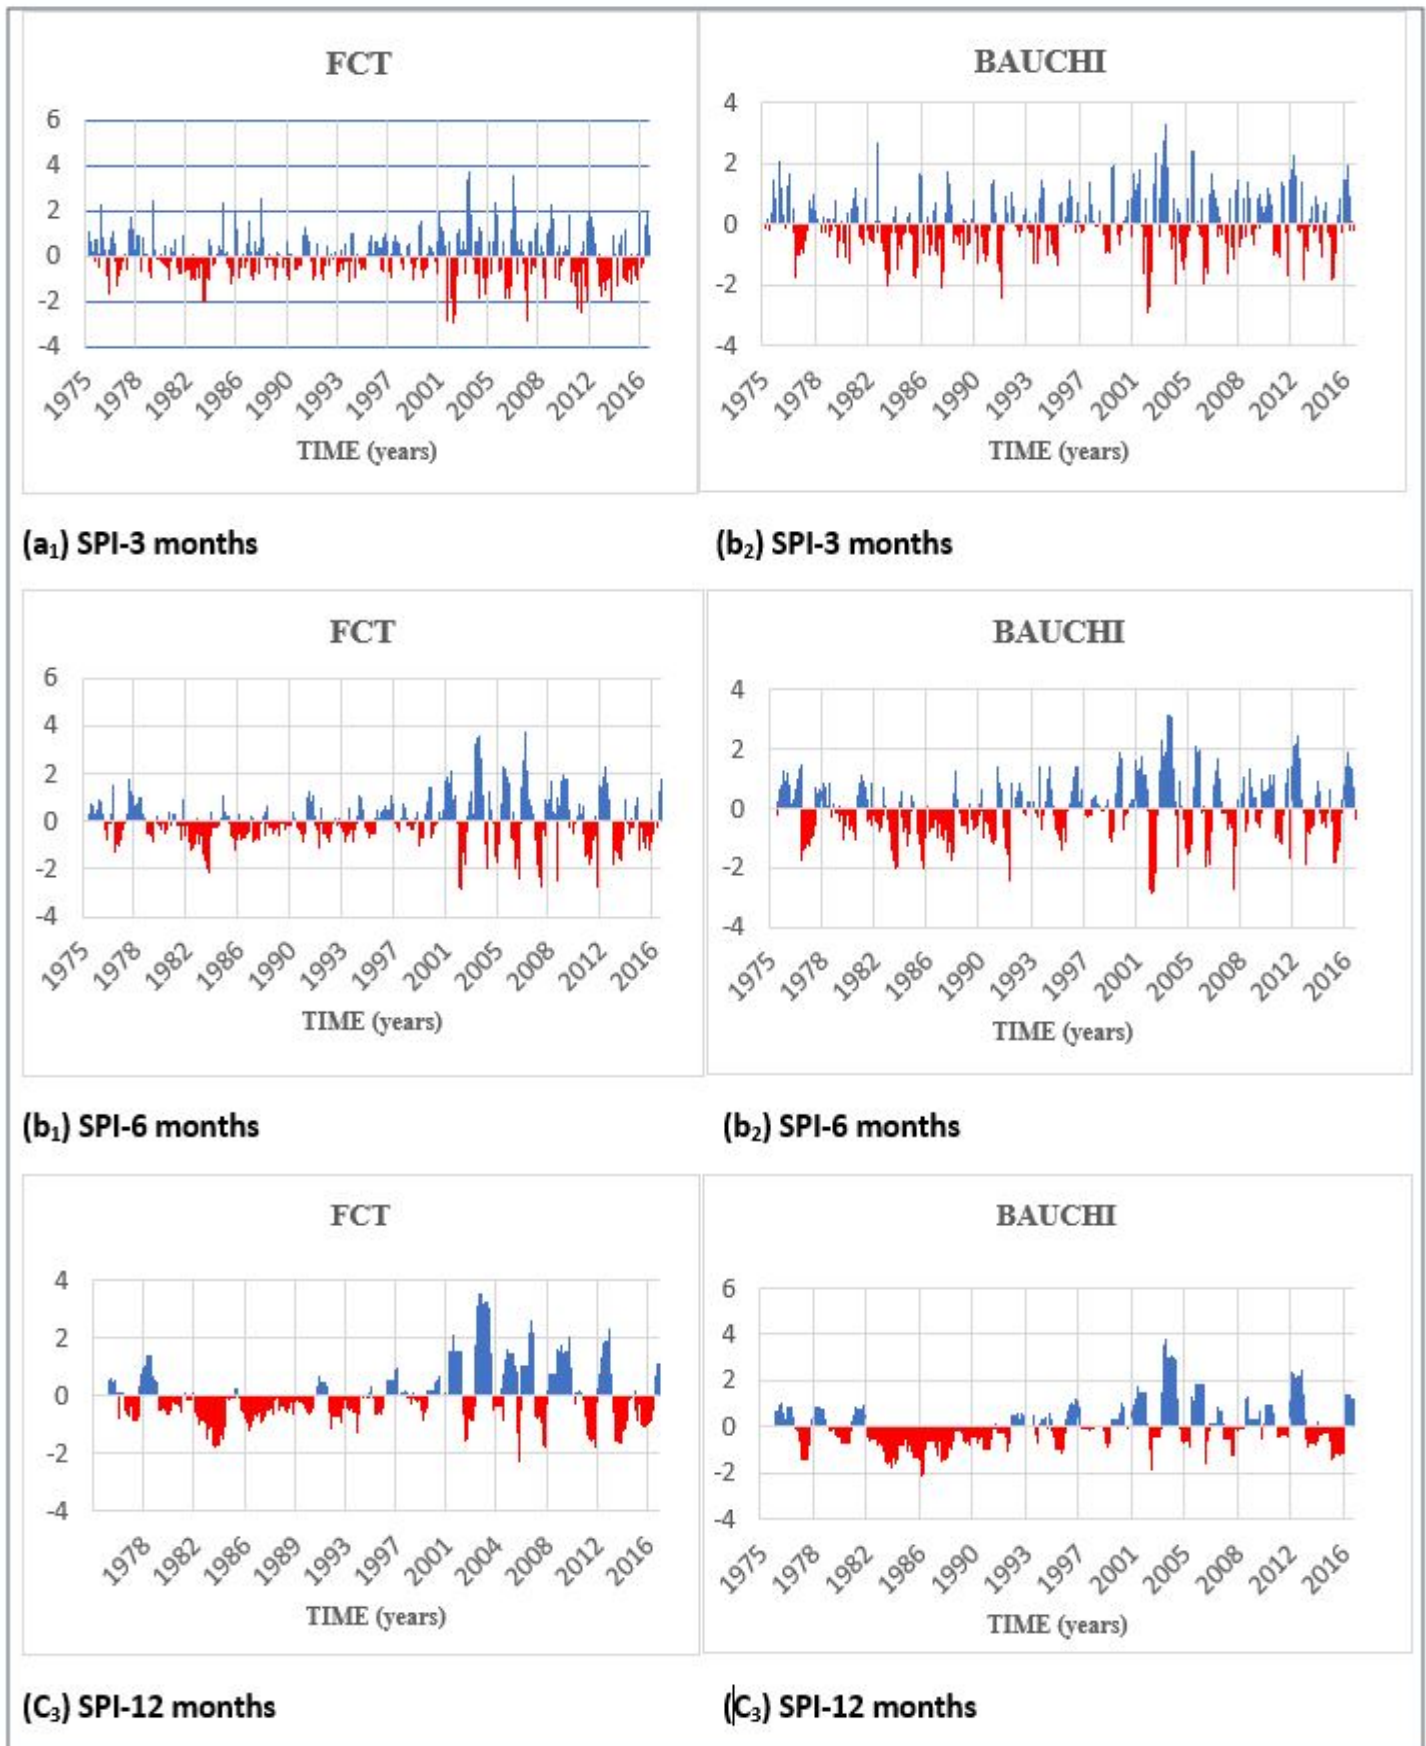 FCT
6
4
2
0
-2
-4
1975 1978 1982 1986 1990 1993 1997 2001 2005 2008 2012 2016
TIME (years)
BAUCHI
4
2
0
-2
-4
1975 1978 1982 1986 1990 1993 1997 2001 2005 2008 2012 2016
TIME (years)
(a₁) SPI-3 months
(b₂) SPI-3 months
FCT
6
4
2
0
-2
-4
1975 1978 1982 1986 1990 1993 1997 2001 2005 2008 2012 2016
TIME (years)
BAUCHI
4
2
0
-2
-4
1975 1978 1982 1986 1990 1993 1997 2001 2005 2008 2012 2016
TIME (years)
(b₁) SPI-6 months
(b₂) SPI-6 months
FCT
4
2
0
-2
-4
1978 1982 1986 1989 1993 1997 2001 2004 2008 2012 2016
TIME (years)
BAUCHI
6
4
2
0
-2
-4
1975 1978 1982 1986 1990 1993 1997 2001 2005 2008 2012 2016
TIME (years)
(C₃) SPI-12 months
(C₃) SPI-12 months